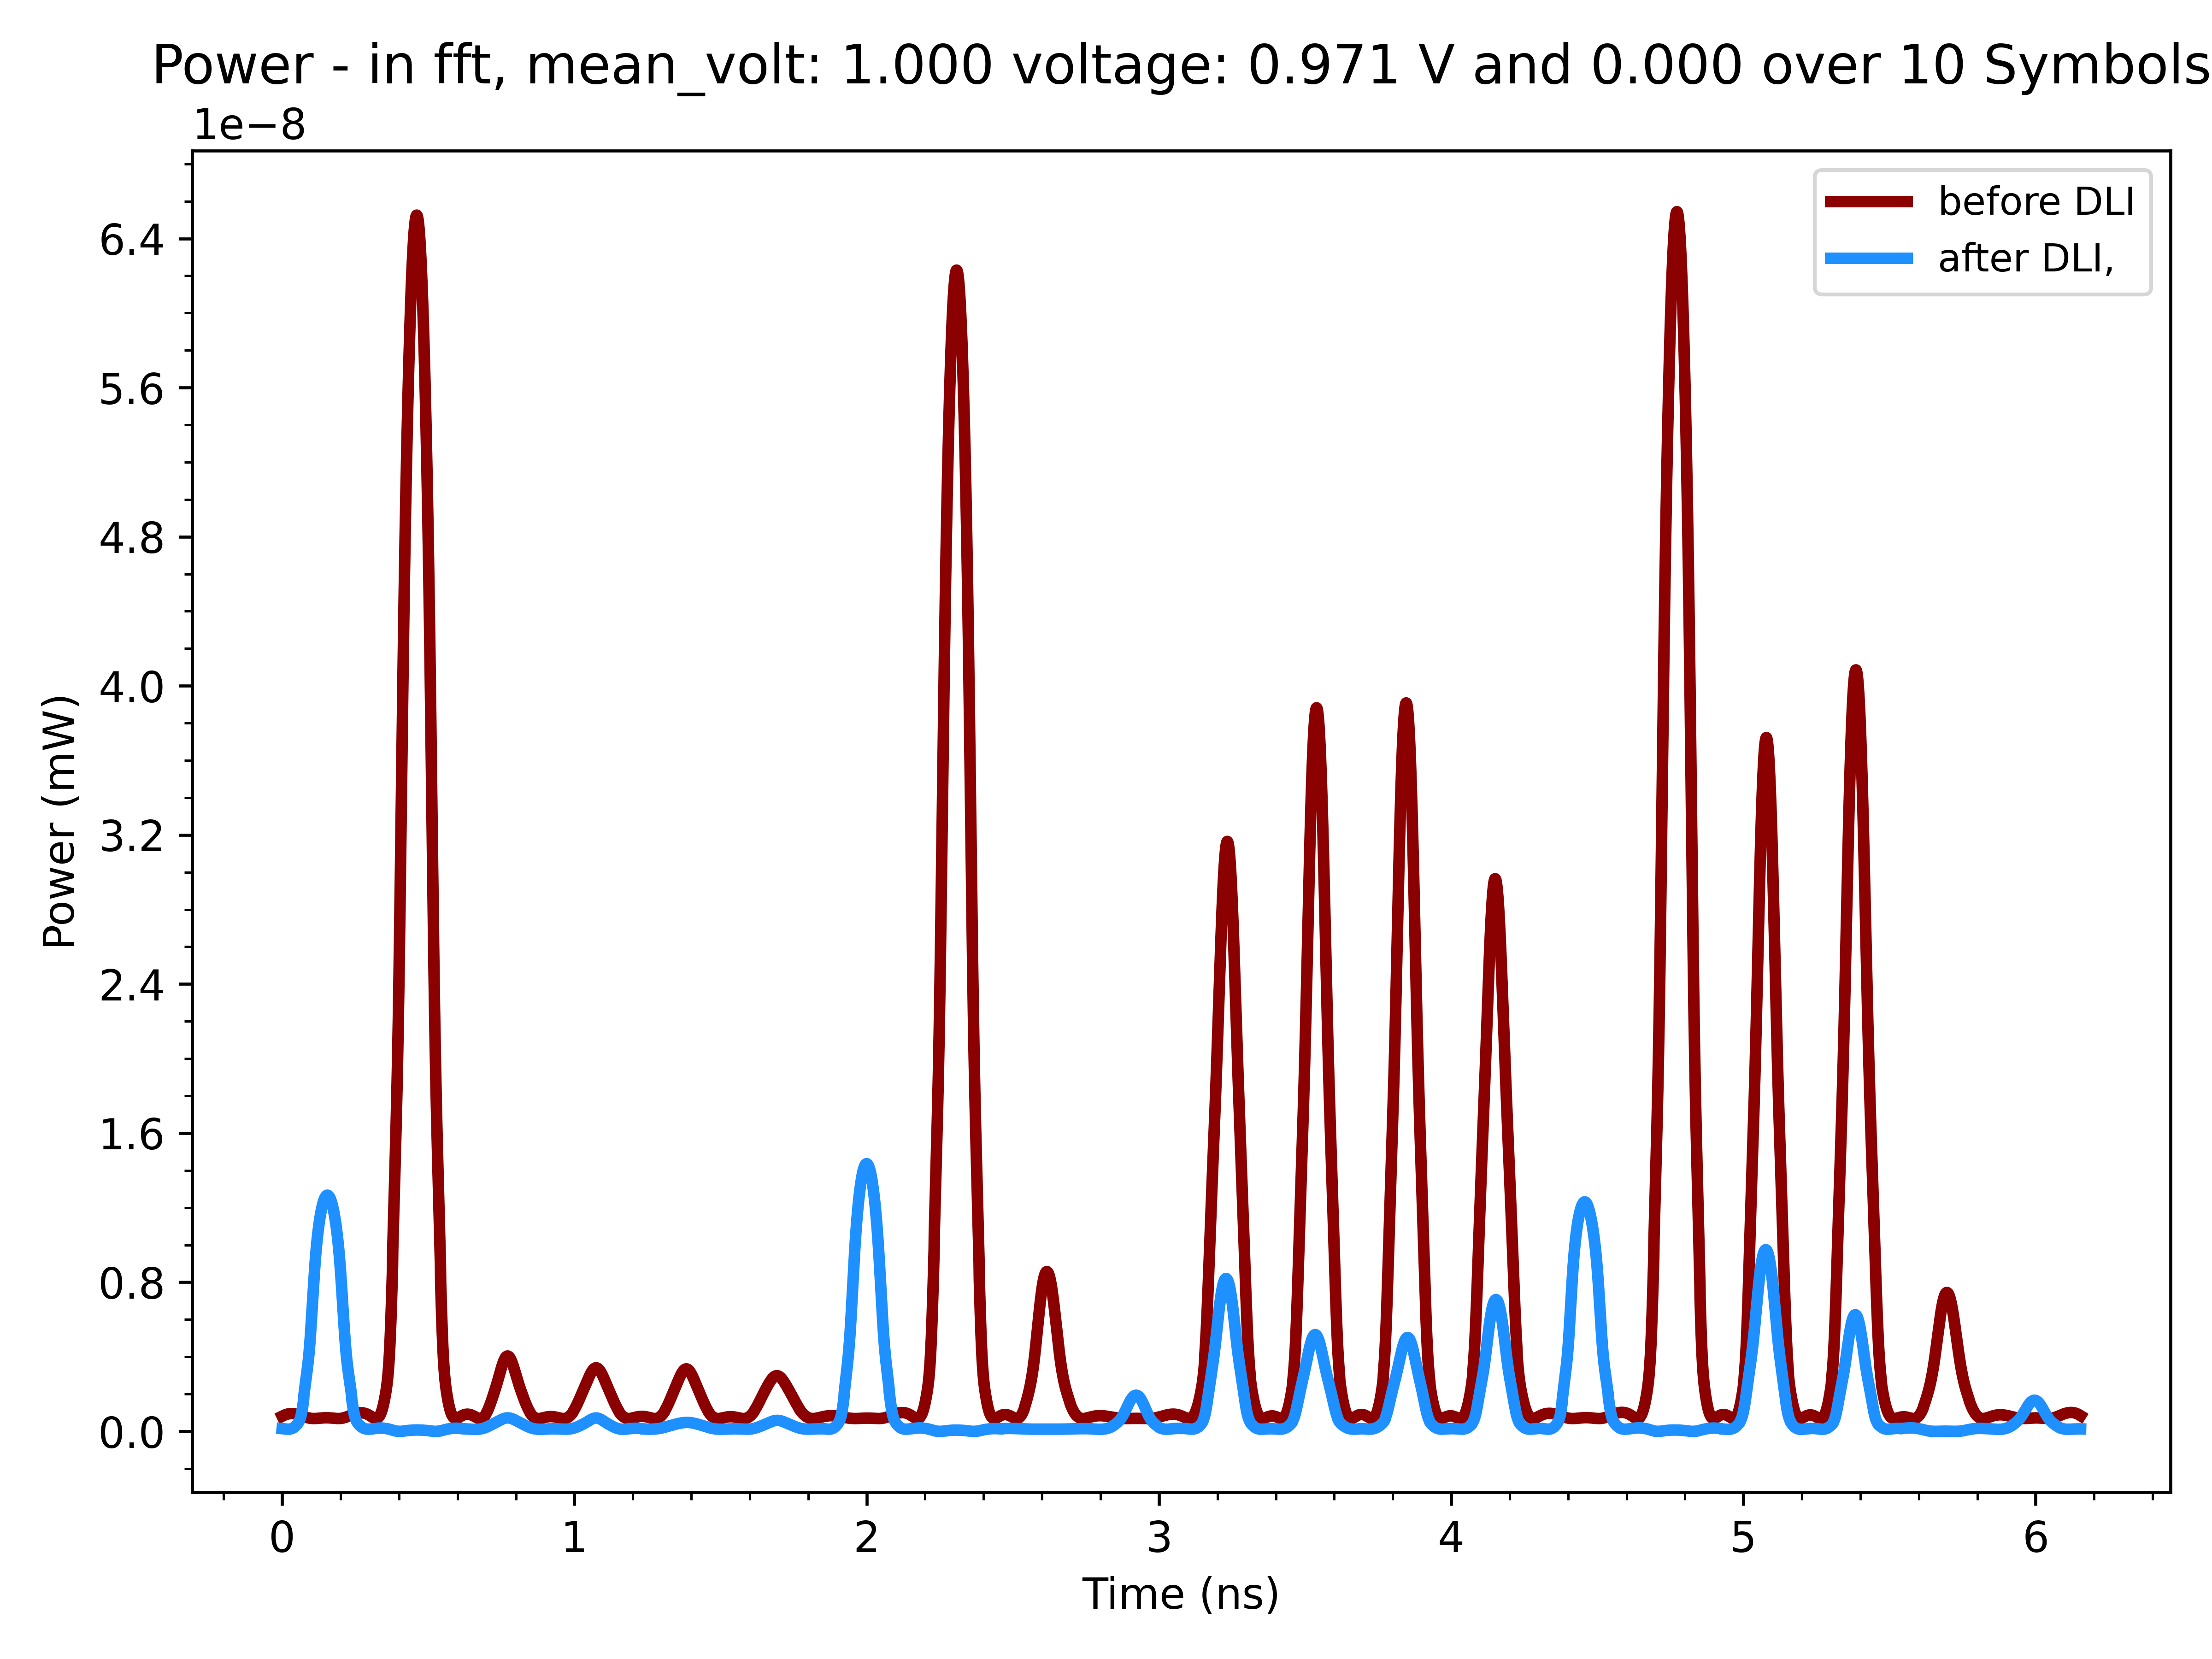 Power - in fft, mean_volt: 1.000 voltage: 0.971 V and 0.000 over 10 Symbols
1e−8
before DLI
after DLI,
6.4
5.6
4.8
4.0
3.2
2.4
1.6
0.8
0.0
Power (mW)
0 1 2 3 4 5 6
Time (ns)